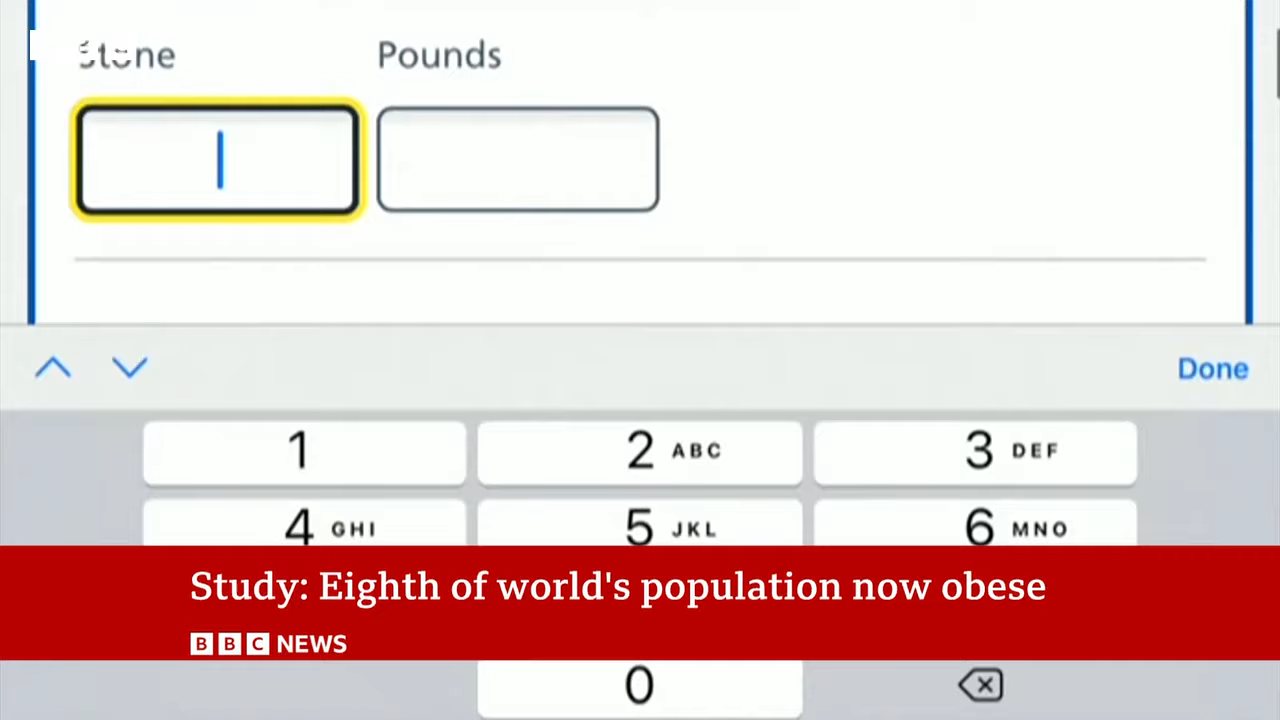 Stone Pounds
Done
1 2 ABC 3 DEF
4 GHI 5 JKL 6 MNO
Study: Eighth of world's population now obese
BBC NEWS
0